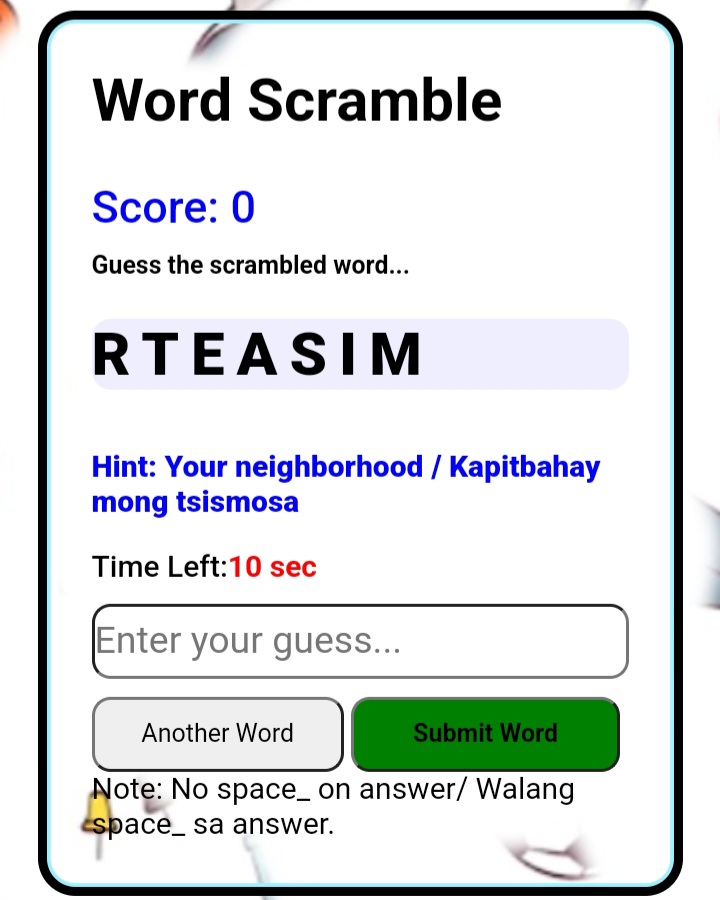 Word Scramble
Score: 0
Guess the scrambled word...
RTEASIM
Hint: Your neighborhood / Kapitbahay
mong tsismosa
Time Left:10 sec
Enter your guess...
Another Word
Submit Word
Note: No space_ on answer/ Walang
space_ sa answer.